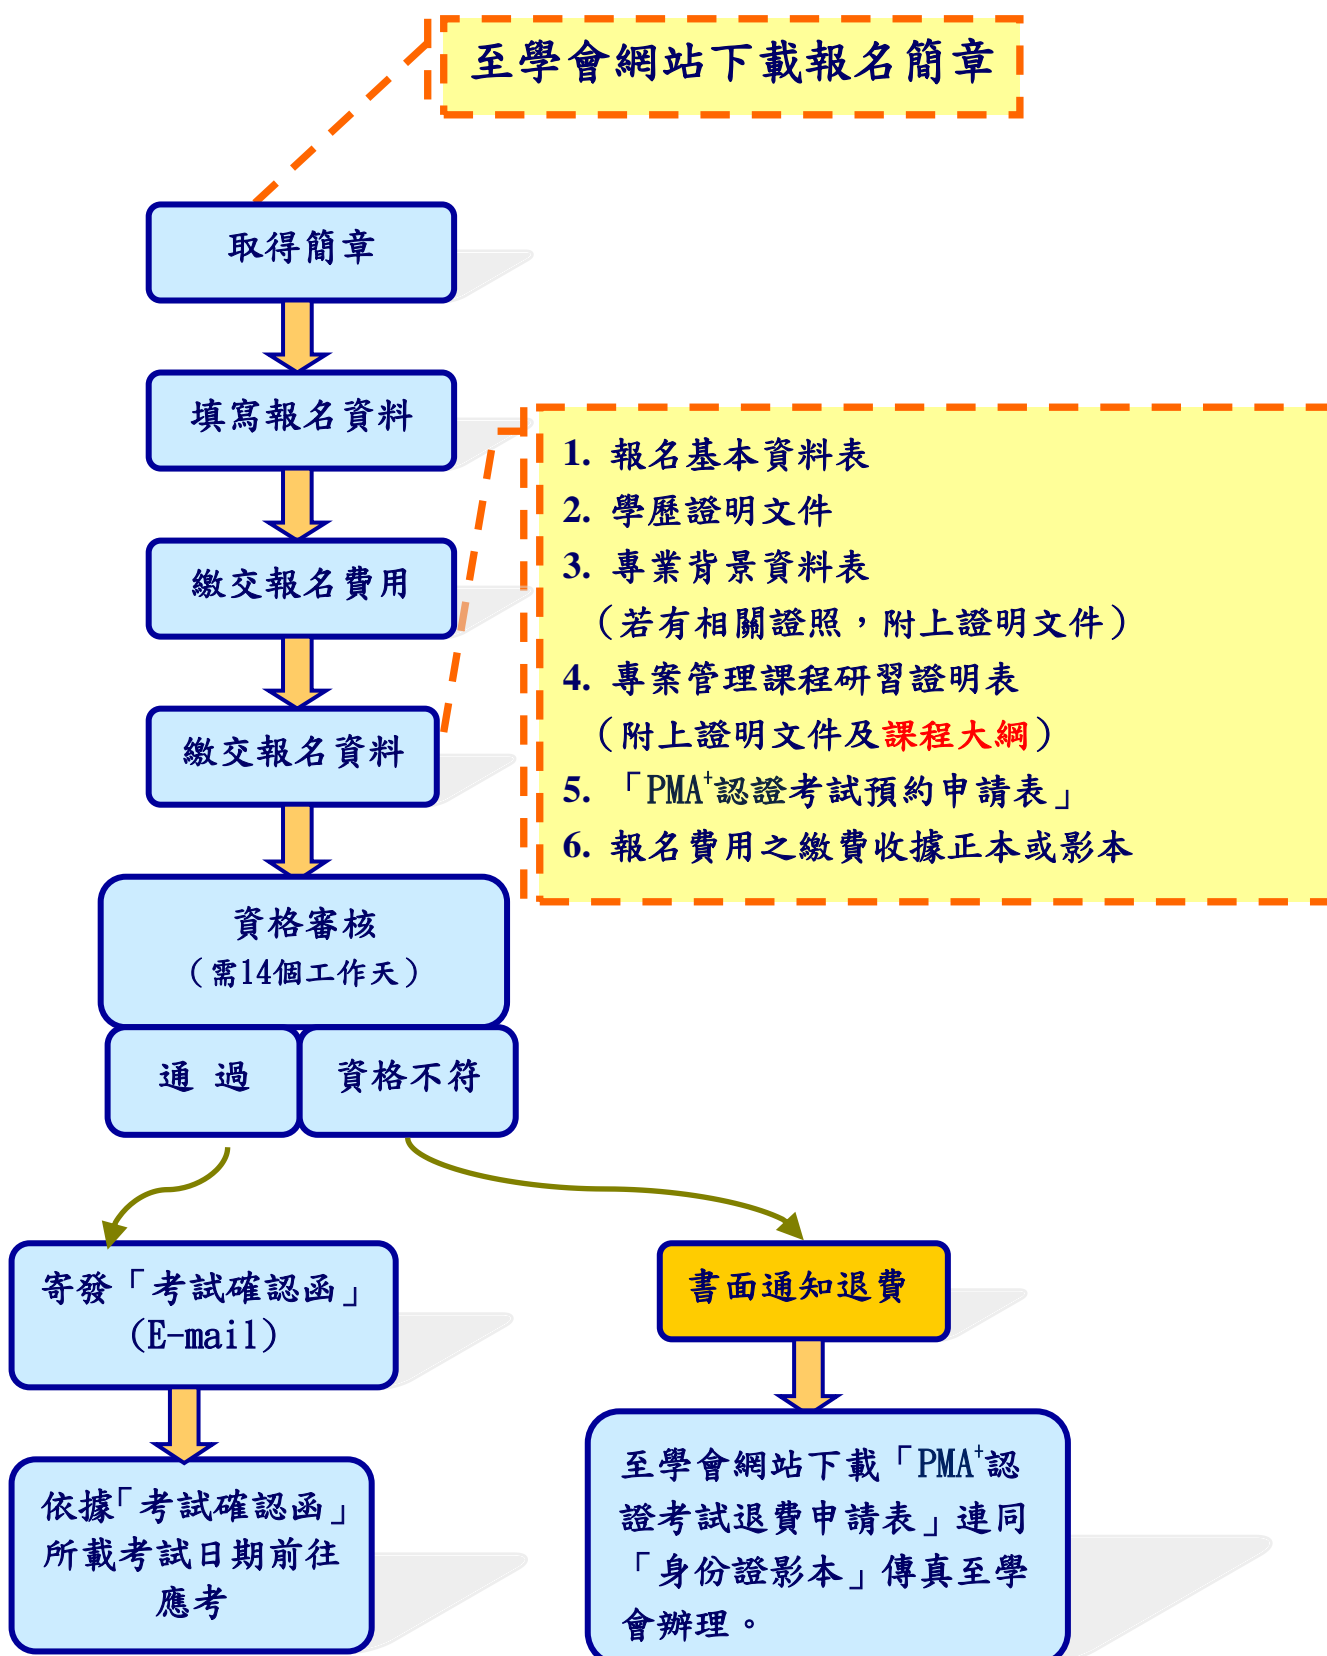 至學會網站下載報名簡章
取得簡章
填寫報名資料
繳交報名費用
繳交報名資料
1. 報名基本資料表
2. 學歷證明文件
3. 專業背景資料表
（若有相關證照，附上證明文件）
4. 專案管理課程研習證明表
（附上證明文件及課程大綱）
5. 「PMA⁺認證考試預約申請表」
6. 報名費用之繳費收據正本或影本
資格審核
（需14個工作天）
通 過
資格不符
寄發「考試確認函」
(E-mail)
依據「考試確認函」
所載考試日期前往
應考
書面通知退費
至學會網站下載「PMA⁺認
證考試退費申請表」連同
「身份證影本」傳真至學
會辦理。